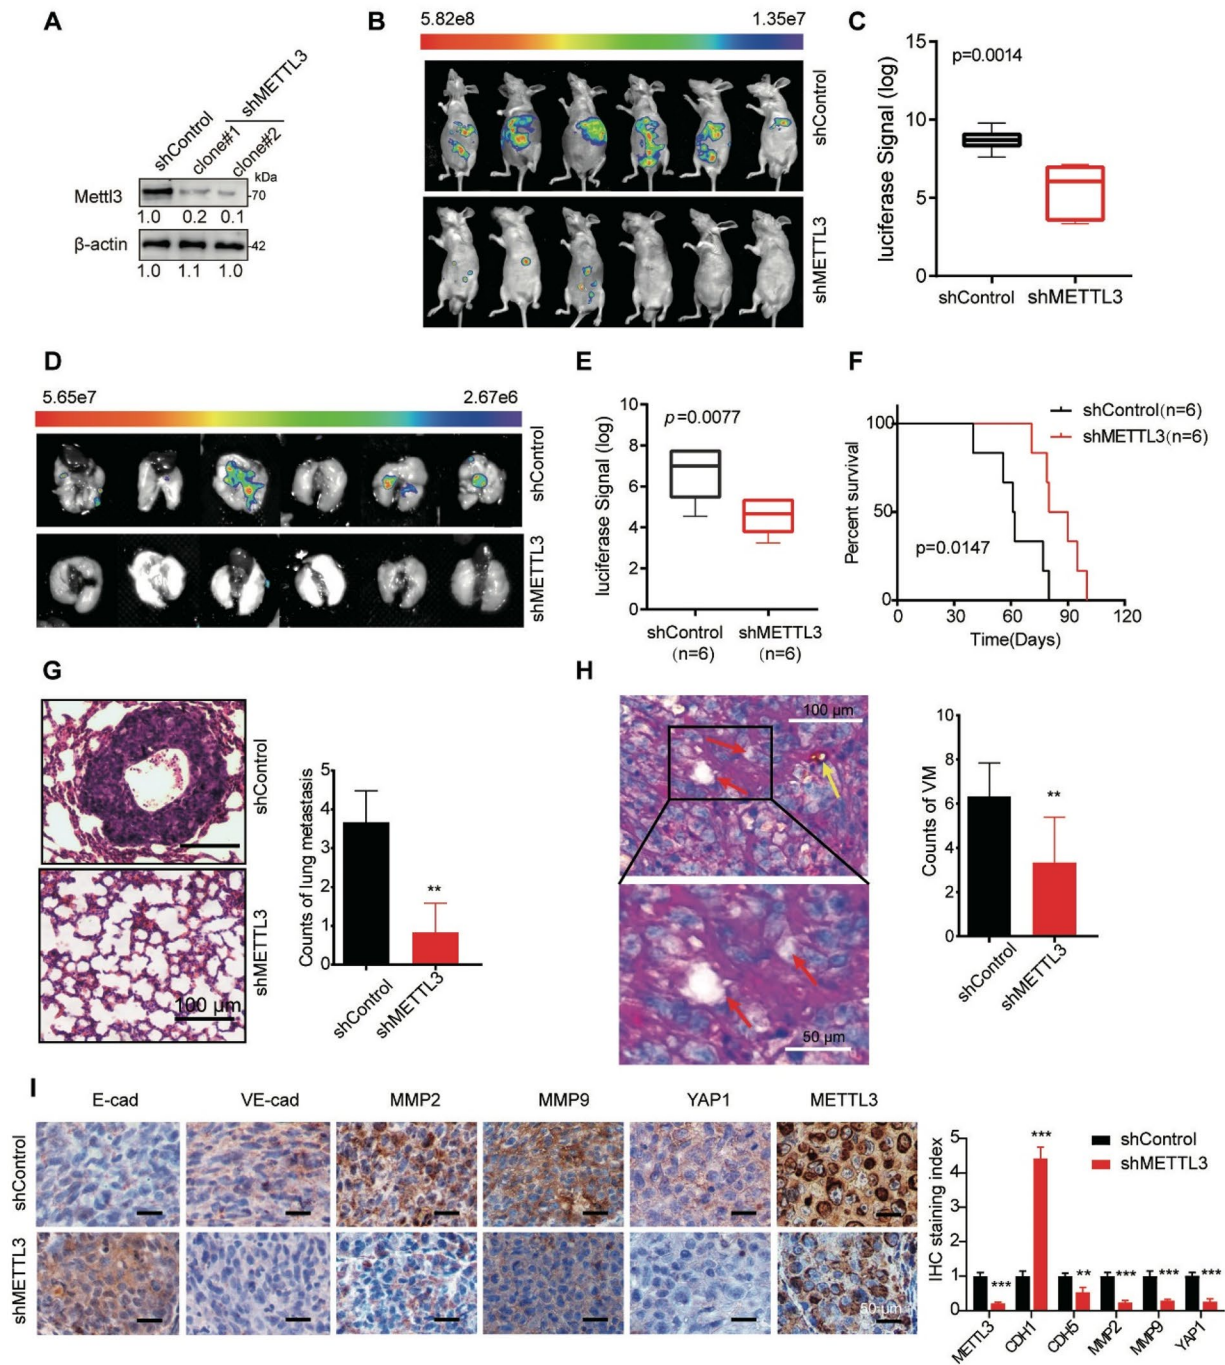 A
shControl
clone#1
clone#2
shMETTL3
kDa
Mettl3
-70
1.0 0.2 0.1
β-actin
-42
1.0 1.1 1.0
B
5.82e8 1.35e7
shControl
shMETTL3
C
luciferase Signal (log)
15
10
5
0
p=0.0014
shControl shMETTL3
D
5.65e7 2.67e6
shControl
shMETTL3
E
luciferase Signal (log)
10
8
6
4
2
0
p=0.0077
shControl shMETTL3
(n=6) (n=6)
F
shControl(n=6)
shMETTL3(n=6)
Percent survival
100
50
0
p=0.0147
0 30 60 90 120
Time(Days)
G
shControl
shMETTL3
100 μm
Counts of lung metastasis
5
4
3
2
1
0
**
shControl
shMETTL3
H
100 μm
50 μm
Counts of VM
10
8
6
4
2
0
**
shControl
shMETTL3
I
E-cad VE-cad MMP2 MMP9 YAP1 METTL3
shControl
shMETTL3
50 μm
IHC staining index
5
4
3
2
1
0
shControl
shMETTL3
*** *** ** *** *** ***
METTL3
CDH1
CDH5
MMP2
MMP9
YAP1